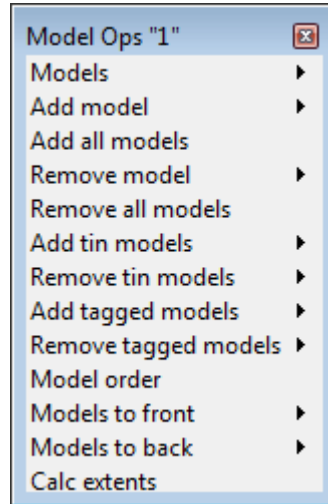 Model Ops "1"
Models
Add model
Add all models
Remove model
Remove all models
Add tin models
Remove tin models
Add tagged models
Remove tagged models
Model order
Models to front
Models to back
Calc extents